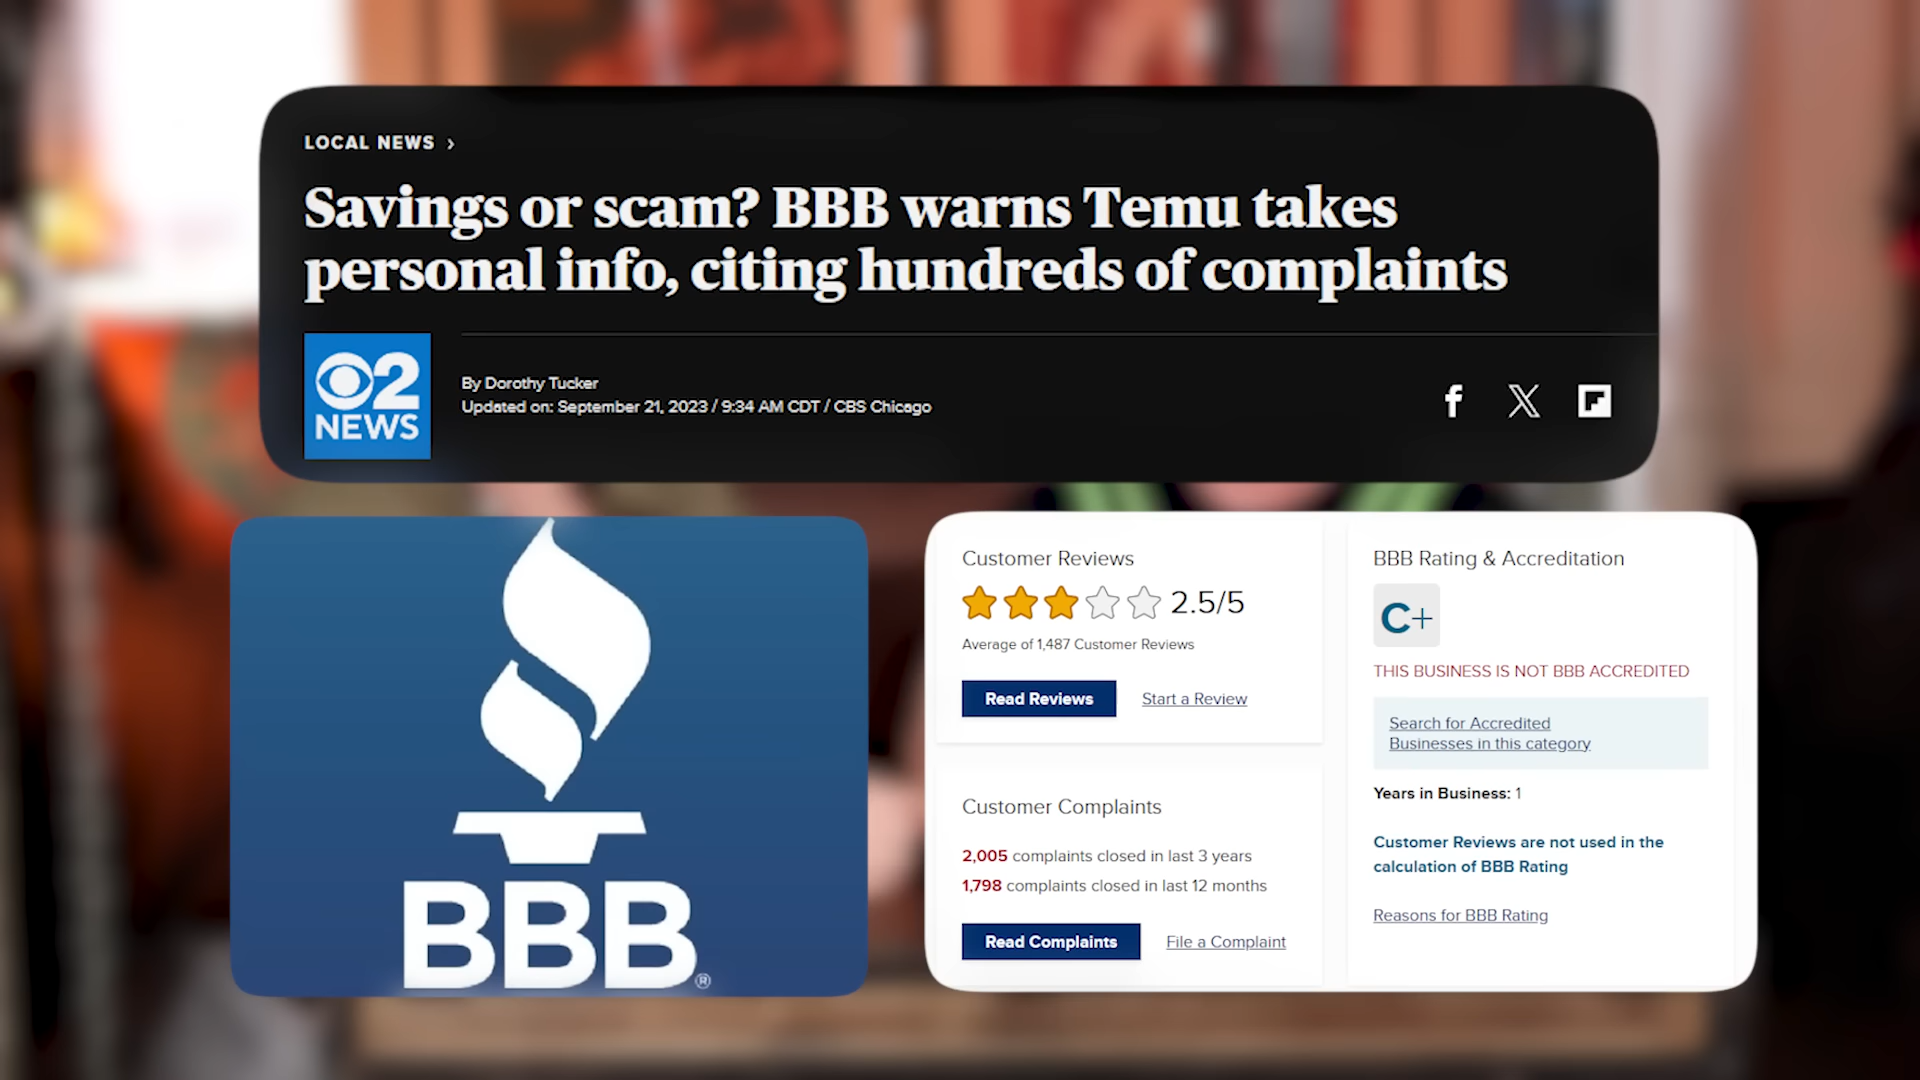 LOCAL NEWS >
Savings or scam? BBB warns Temu takes
personal info, citing hundreds of complaints
2
NEWS
By Dorothy Tucker
Updated on: September 21, 2023 / 9:34 AM CDT / CBS Chicago
BBB®
Customer Reviews
2.5/5
Average of 1,487 Customer Reviews
Read Reviews Start a Review
Customer Complaints
2,005 complaints closed in last 3 years
1,798 complaints closed in last 12 months
Read Complaints File a Complaint
BBB Rating & Accreditation
C+
THIS BUSINESS IS NOT BBB ACCREDITED
Search for Accredited
Businesses in this category
Years in Business: 1
Customer Reviews are not used in the
calculation of BBB Rating
Reasons for BBB Rating